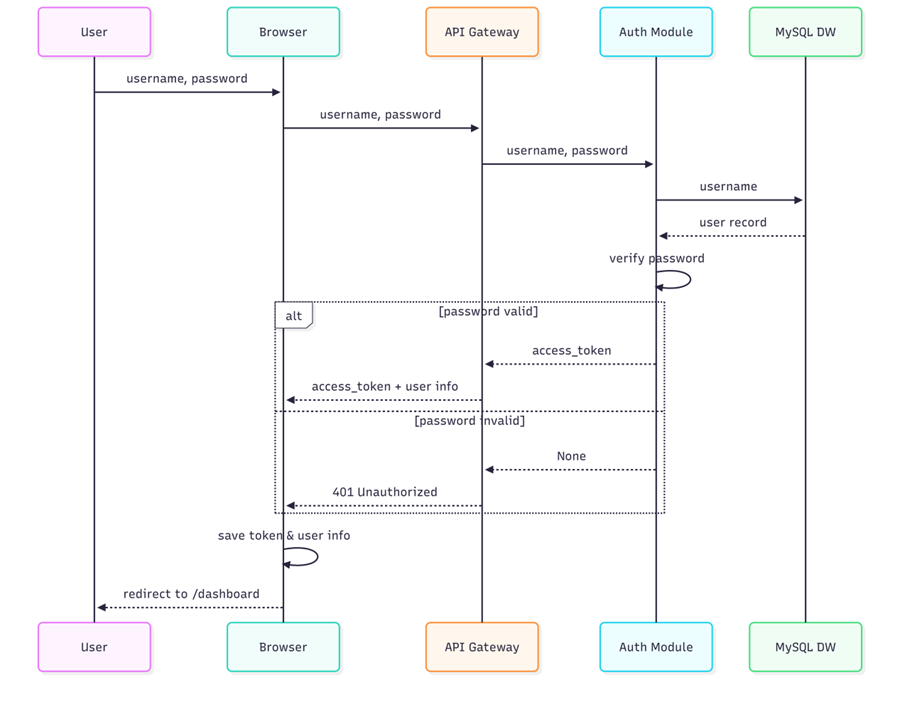 User
Browser
API Gateway
Auth Module
MySQL DW
username, password
username, password
username, password
username
user record
verify password
alt
[password valid]
access_token
access_token + user info
[password invalid]
None
401 Unauthorized
save token & user info
redirect to /dashboard
User
Browser
API Gateway
Auth Module
MySQL DW